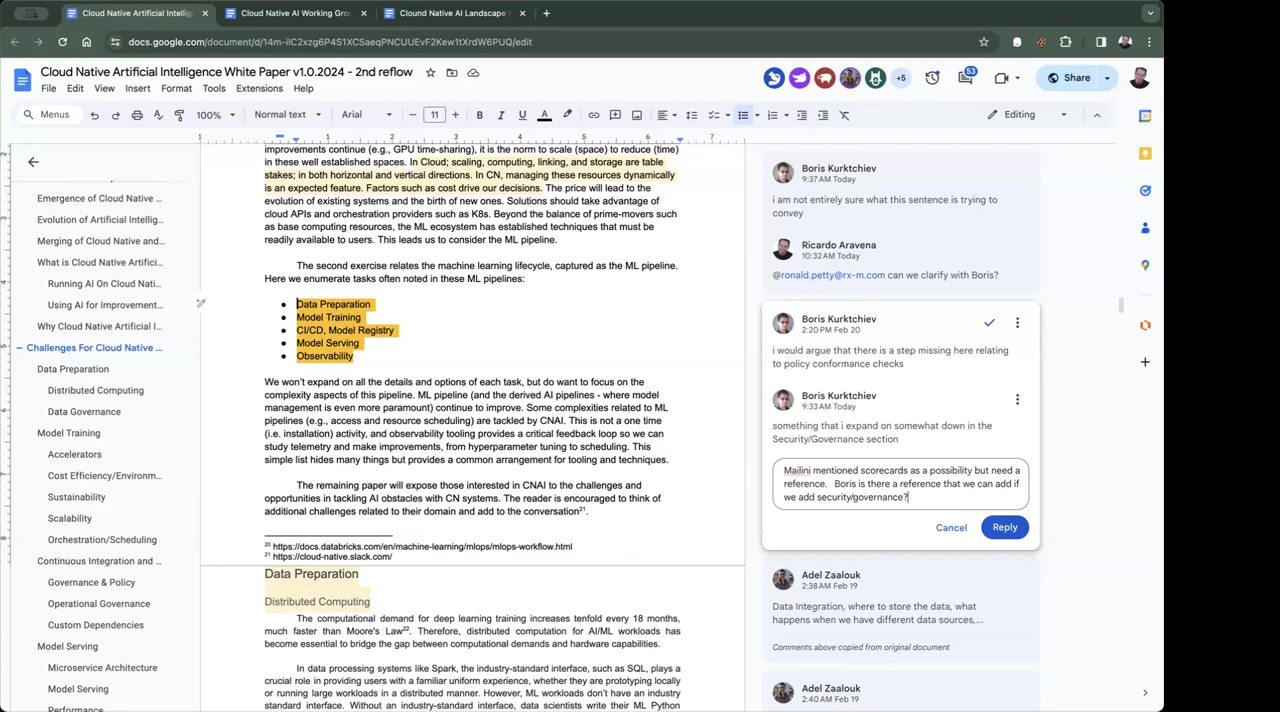 Cloud Native Artificial Intellig
Cloud Native AI Working Gro
Clound Native AI Landscape
docs.google.com/document/d/14m-ilC2xzg6P4S1XCSaeqPNCUUEvF2Kew1tXrdW6PUQ/edit
Cloud Native Artificial Intelligence White Paper v1.0.2024 - 2nd reflow
File Edit View Insert Format Tools Extensions Help
+5
53
Share
Menus
100%
Normal text
Arial
11
B I U A
Editing
1 1 2 3 4 5 6 7
2
3
4
5
6
7
8
Emergence of Cloud Native ...
Evolution of Artificial Intellig...
Merging of Cloud Native and...
What is Cloud Native Artifici...
Running AI On Cloud Nati...
Using AI for Improvement...
Why Cloud Native Artificial I...
Challenges For Cloud Native ...
Data Preparation
Distributed Computing
Data Governance
Model Training
Accelerators
Cost Efficiency/Environm...
Sustainability
Scalability
Orchestration/Scheduling
Continuous Integration and ...
Governance & Policy
Operational Governance
Custom Dependencies
Model Serving
Microservice Architecture
Model Serving
Performance
improvements continue (e.g., GPU time-sharing), it is the norm to scale (space) to reduce (time)
in these well established spaces. In Cloud; scaling, computing, linking, and storage are table
stakes; in both horizontal and vertical directions. In CN, managing these resources dynamically
is an expected feature. Factors such as cost drive our decisions. The price will lead to the
evolution of existing systems and the birth of new ones. Solutions should take advantage of
cloud APIs and orchestration providers such as K8s. Beyond the balance of prime-movers such
as base computing resources, the ML ecosystem has established techniques that must be
readily available to users. This leads us to consider the ML pipeline.
The second exercise relates the machine learning lifecycle, captured as the ML pipeline.
Here we enumerate tasks often noted in these ML pipelines:
● Data Preparation
● Model Training
● CI/CD, Model Registry
● Model Serving
● Observability
We won't expand on all the details and options of each task, but do want to focus on the
complexity aspects of this pipeline. ML pipeline (and the derived AI pipelines - where model
management is even more paramount) continue to improve. Some complexities related to ML
pipelines (e.g., access and resource scheduling) are tackled by CNAI. This is not a one time
(i.e. installation) activity, and observability tooling provides a critical feedback loop so we can
study telemetry and make improvements, from hyperparameter tuning to scheduling. This
simple list hides many things but provides a common arrangement for tooling and techniques.
The remaining paper will expose those interested in CNAI to the challenges and
opportunities in tackling AI obstacles with CN systems. The reader is encouraged to think of
additional challenges related to their domain and add to the conversation21.
20 https://docs.databricks.com/en/machine-learning/mlops/mlops-workflow.html
21 https://cloud-native.slack.com/
Data Preparation
Distributed Computing
The computational demand for deep learning training increases tenfold every 18 months,
much faster than Moore's Law22. Therefore, distributed computation for AI/ML workloads has
become essential to bridge the gap between computational demands and hardware capabilities.
In data processing systems like Spark, the industry-standard interface, such as SQL, plays a
crucial role in providing users with a familiar uniform experience, whether they are prototyping locally
or running large workloads in a distributed manner. However, ML workloads don't have an industry
standard interface. Without an industry-standard interface, data scientists write their ML Python
Boris Kurktchiev
9:37 AM Today
i am not entirely sure what this sentence is trying to
convey
Ricardo Aravena
10:32 AM Today
@ronald.petty@rx-m.com can we clarify with Boris?
Boris Kurktchiev
2:20 PM Feb 20
i would argue that there is a step missing here relating
to policy conformance checks
Boris Kurktchiev
9:33 AM Today
something that i expand on somewhat down in the
Security/Governance section
Mailini mentioned scorecards as a possibility but need a
reference. Boris is there a reference that we can add if
we add security/governance?
Cancel
Reply
Adel Zaalouk
2:38 AM Feb 19
Data Integration, where to store the data, what
happens when we have different data sources,...
Comments above copied from original document
Adel Zaalouk
2:40 AM Feb 19